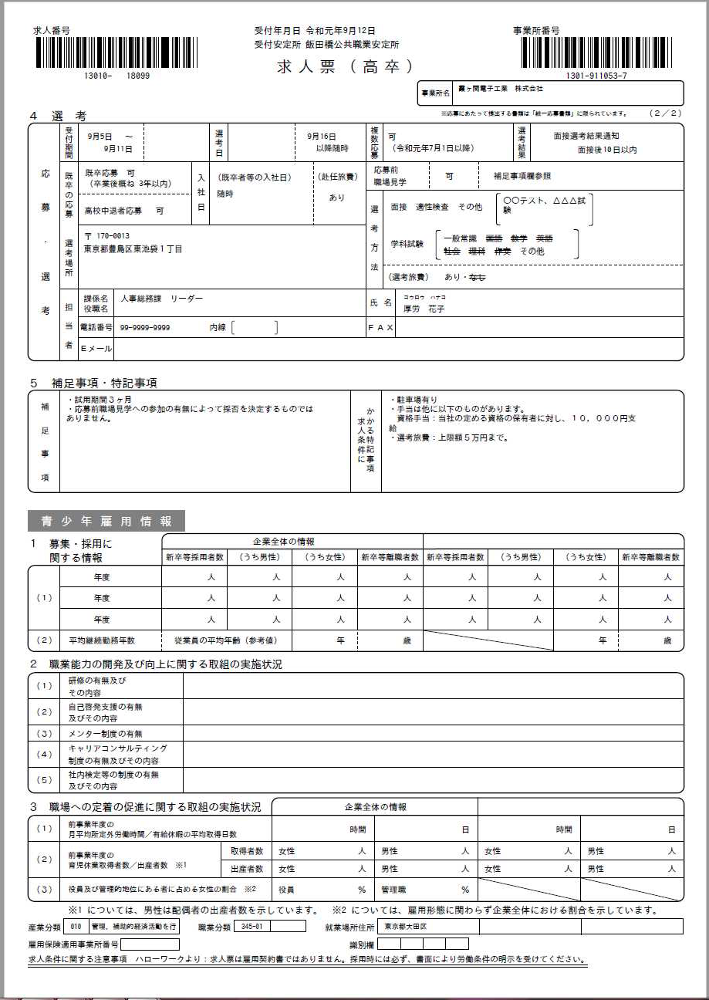 求人番号
13010- 18099
受付年月日 令和元年9月12日
受付安定所 飯田橋公共職業安定所
求人票（高卒）
事業所番号
1301-911053-7
事業所名 霞ヶ関電子工業 株式会社
※応募にあたって提出する書類は「統一応募書類」に限られています。 （２／２）
４ 選 考
応募・選考
受付期間 9月5日 ～
9月11日
選考日 9月16日
以降随時
複数応募 可
（令和元年7月1日以降）
選考結果 面接選考結果通知
面接後10日以内
既卒の応募 既卒応募 可
（卒業後概ね 3年以内）
高校中退者応募 可
入社日 （既卒者等の入社日）
随時
（赴任旅費）
あり
応募前
職場見学 可 補足事項欄参照
選考方法 面接 適性検査 その他 〇〇テスト、△△△試
験
学科試験 一般常識 国語 数学 英語
社会 理科 作文 その他
（選考旅費） あり・なし
選考場所 〒 170-0013
東京都豊島区東池袋１丁目
担当者 課係名
役職名 人事総務課 リーダー
氏 名 コウロウ ハナコ
厚労 花子
電話番号 99-9999-9999 内線
ＦＡＸ
Ｅメール
５ 補足事項・特記事項
補足事項
・試用期間３ヶ月
・応募前職場見学への参加の有無によって採否を決定するものでは
ありません。
求人条件に
かかる特記事項
・駐車場有り
・手当は他に以下のものがあります。
資格手当：当社の定める資格の保有者に対し、１０，０００円支
給
・選考旅費：上限額５万円まで。
青少年雇用情報
１ 募集・採用に
関する情報
企業全体の情報
新卒等採用者数 （うち男性） （うち女性） 新卒等離職者数 新卒等採用者数 （うち男性） （うち女性） 新卒等離職者数
（１） 年度 人 人 人 人 人 人 人 人
年度 人 人 人 人 人 人 人 人
年度 人 人 人 人 人 人 人 人
（２） 平均継続勤務年数 従業員の平均年齢（参考値） 年 歳 年 歳
２ 職業能力の開発及び向上に関する取組の実施状況
（１） 研修の有無及び
その内容
（２） 自己啓発支援の有無
及びその内容
（３） メンター制度の有無
（４） キャリアコンサルティング
制度の有無及びその内容
（５） 社内検定等の制度の有無
及びその内容
３ 職場への定着の促進に関する取組の実施状況 企業全体の情報
（１） 前事業年度の
月平均所定外労働時間／有給休暇の平均取得日数 時間 日 時間 日
（２） 前事業年度の
育児休業取得者数／出産者数 ※1
取得者数 女性 人 男性 人 女性 人 男性 人
出産者数 女性 人 男性 人 女性 人 男性 人
（３） 役員及び管理的地位にある者に占める女性の割合 ※2 役員 ％ 管理職 ％
※1 については、男性は配偶者の出産者数を示しています。 ※2 については、雇用形態に関わらず企業全体における割合を示しています。
産業分類 010 管理、補助的経済活動を行 職業分類 345-01 就業場所住所 東京都大田区
雇用保険適用事業所番号 識別欄
求人条件に関する注意事項 ハローワークより：求人票は雇用契約書ではありません。採用時には必ず、書面により労働条件の明示を受けてください。